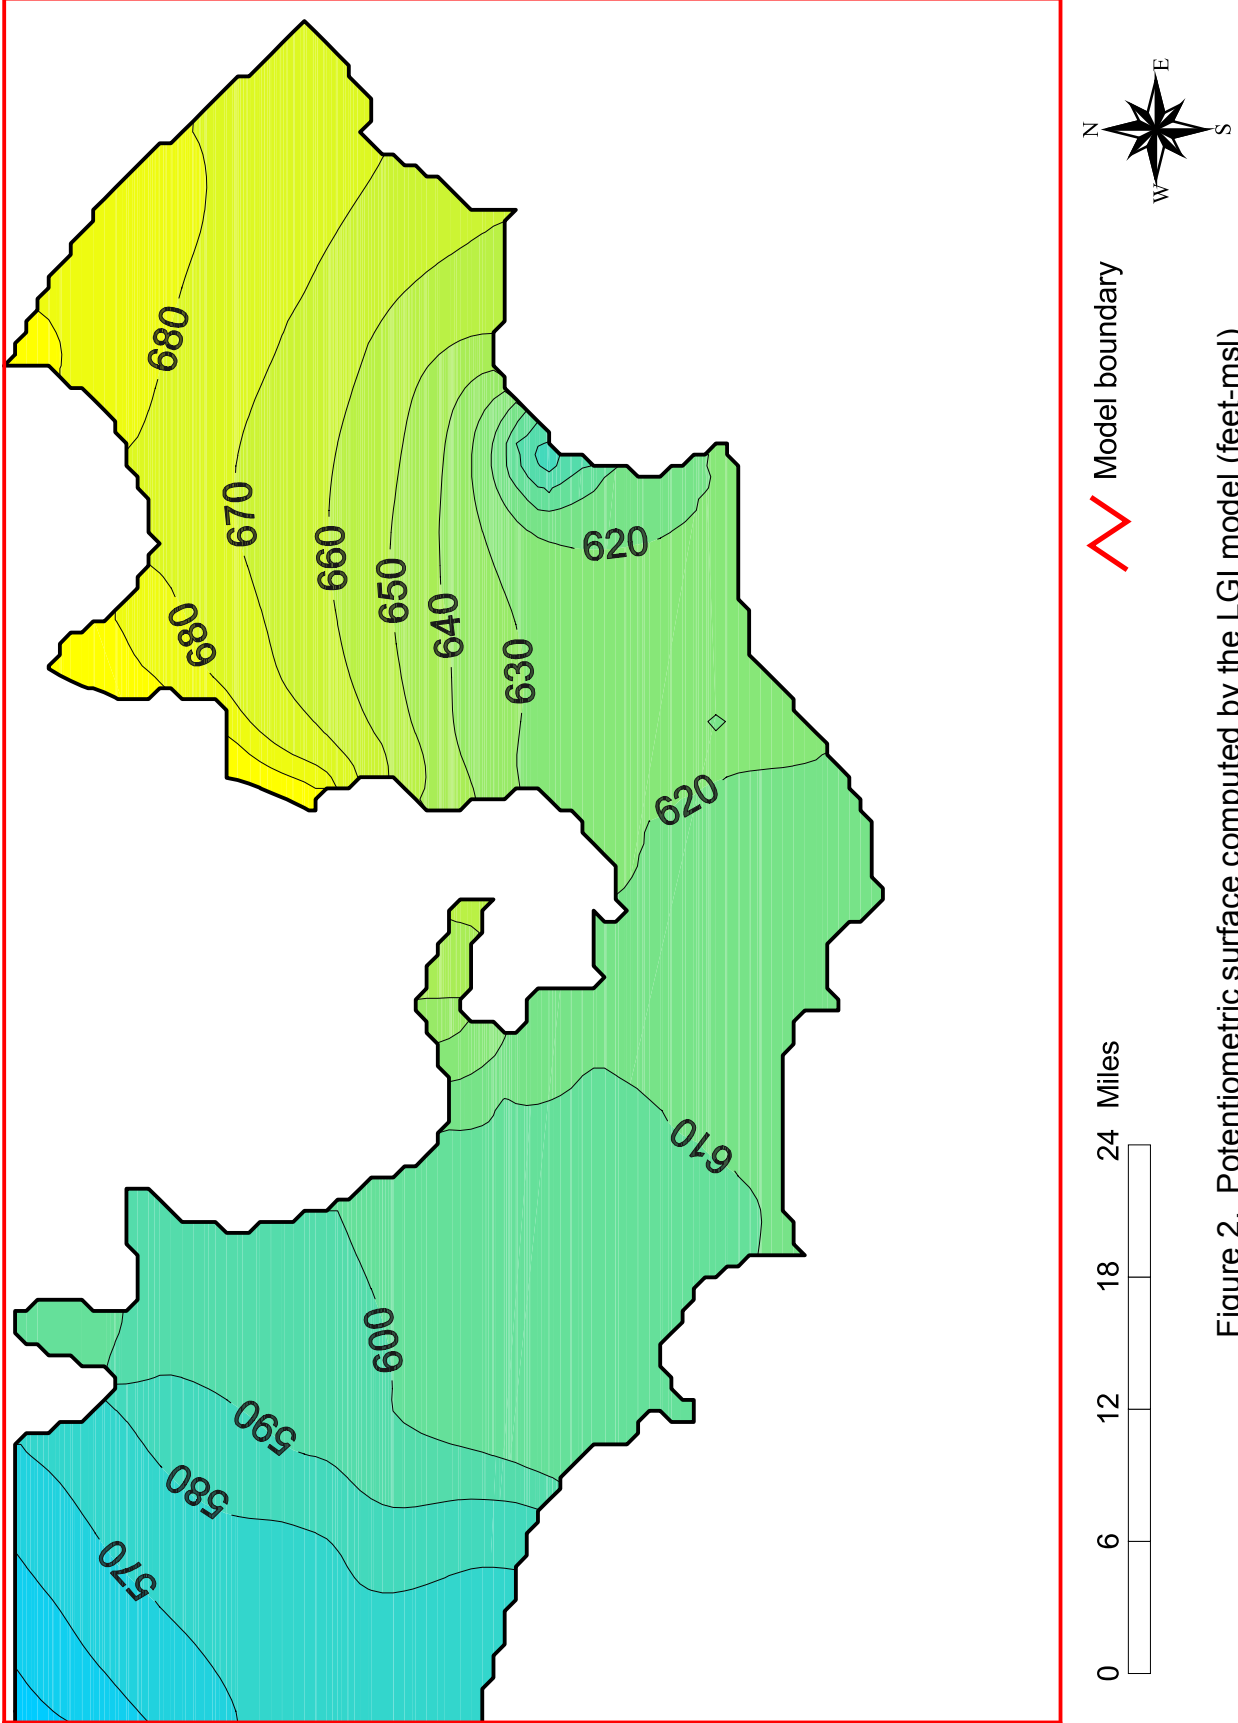 680
680
670
660
650
640
630
620
620
610
600
590
580
570
N
E
S
W
Model boundary
0 6 12 18 24 Miles
Figure 2. Potentiometric surface computed by the LGI model (feet-msl)